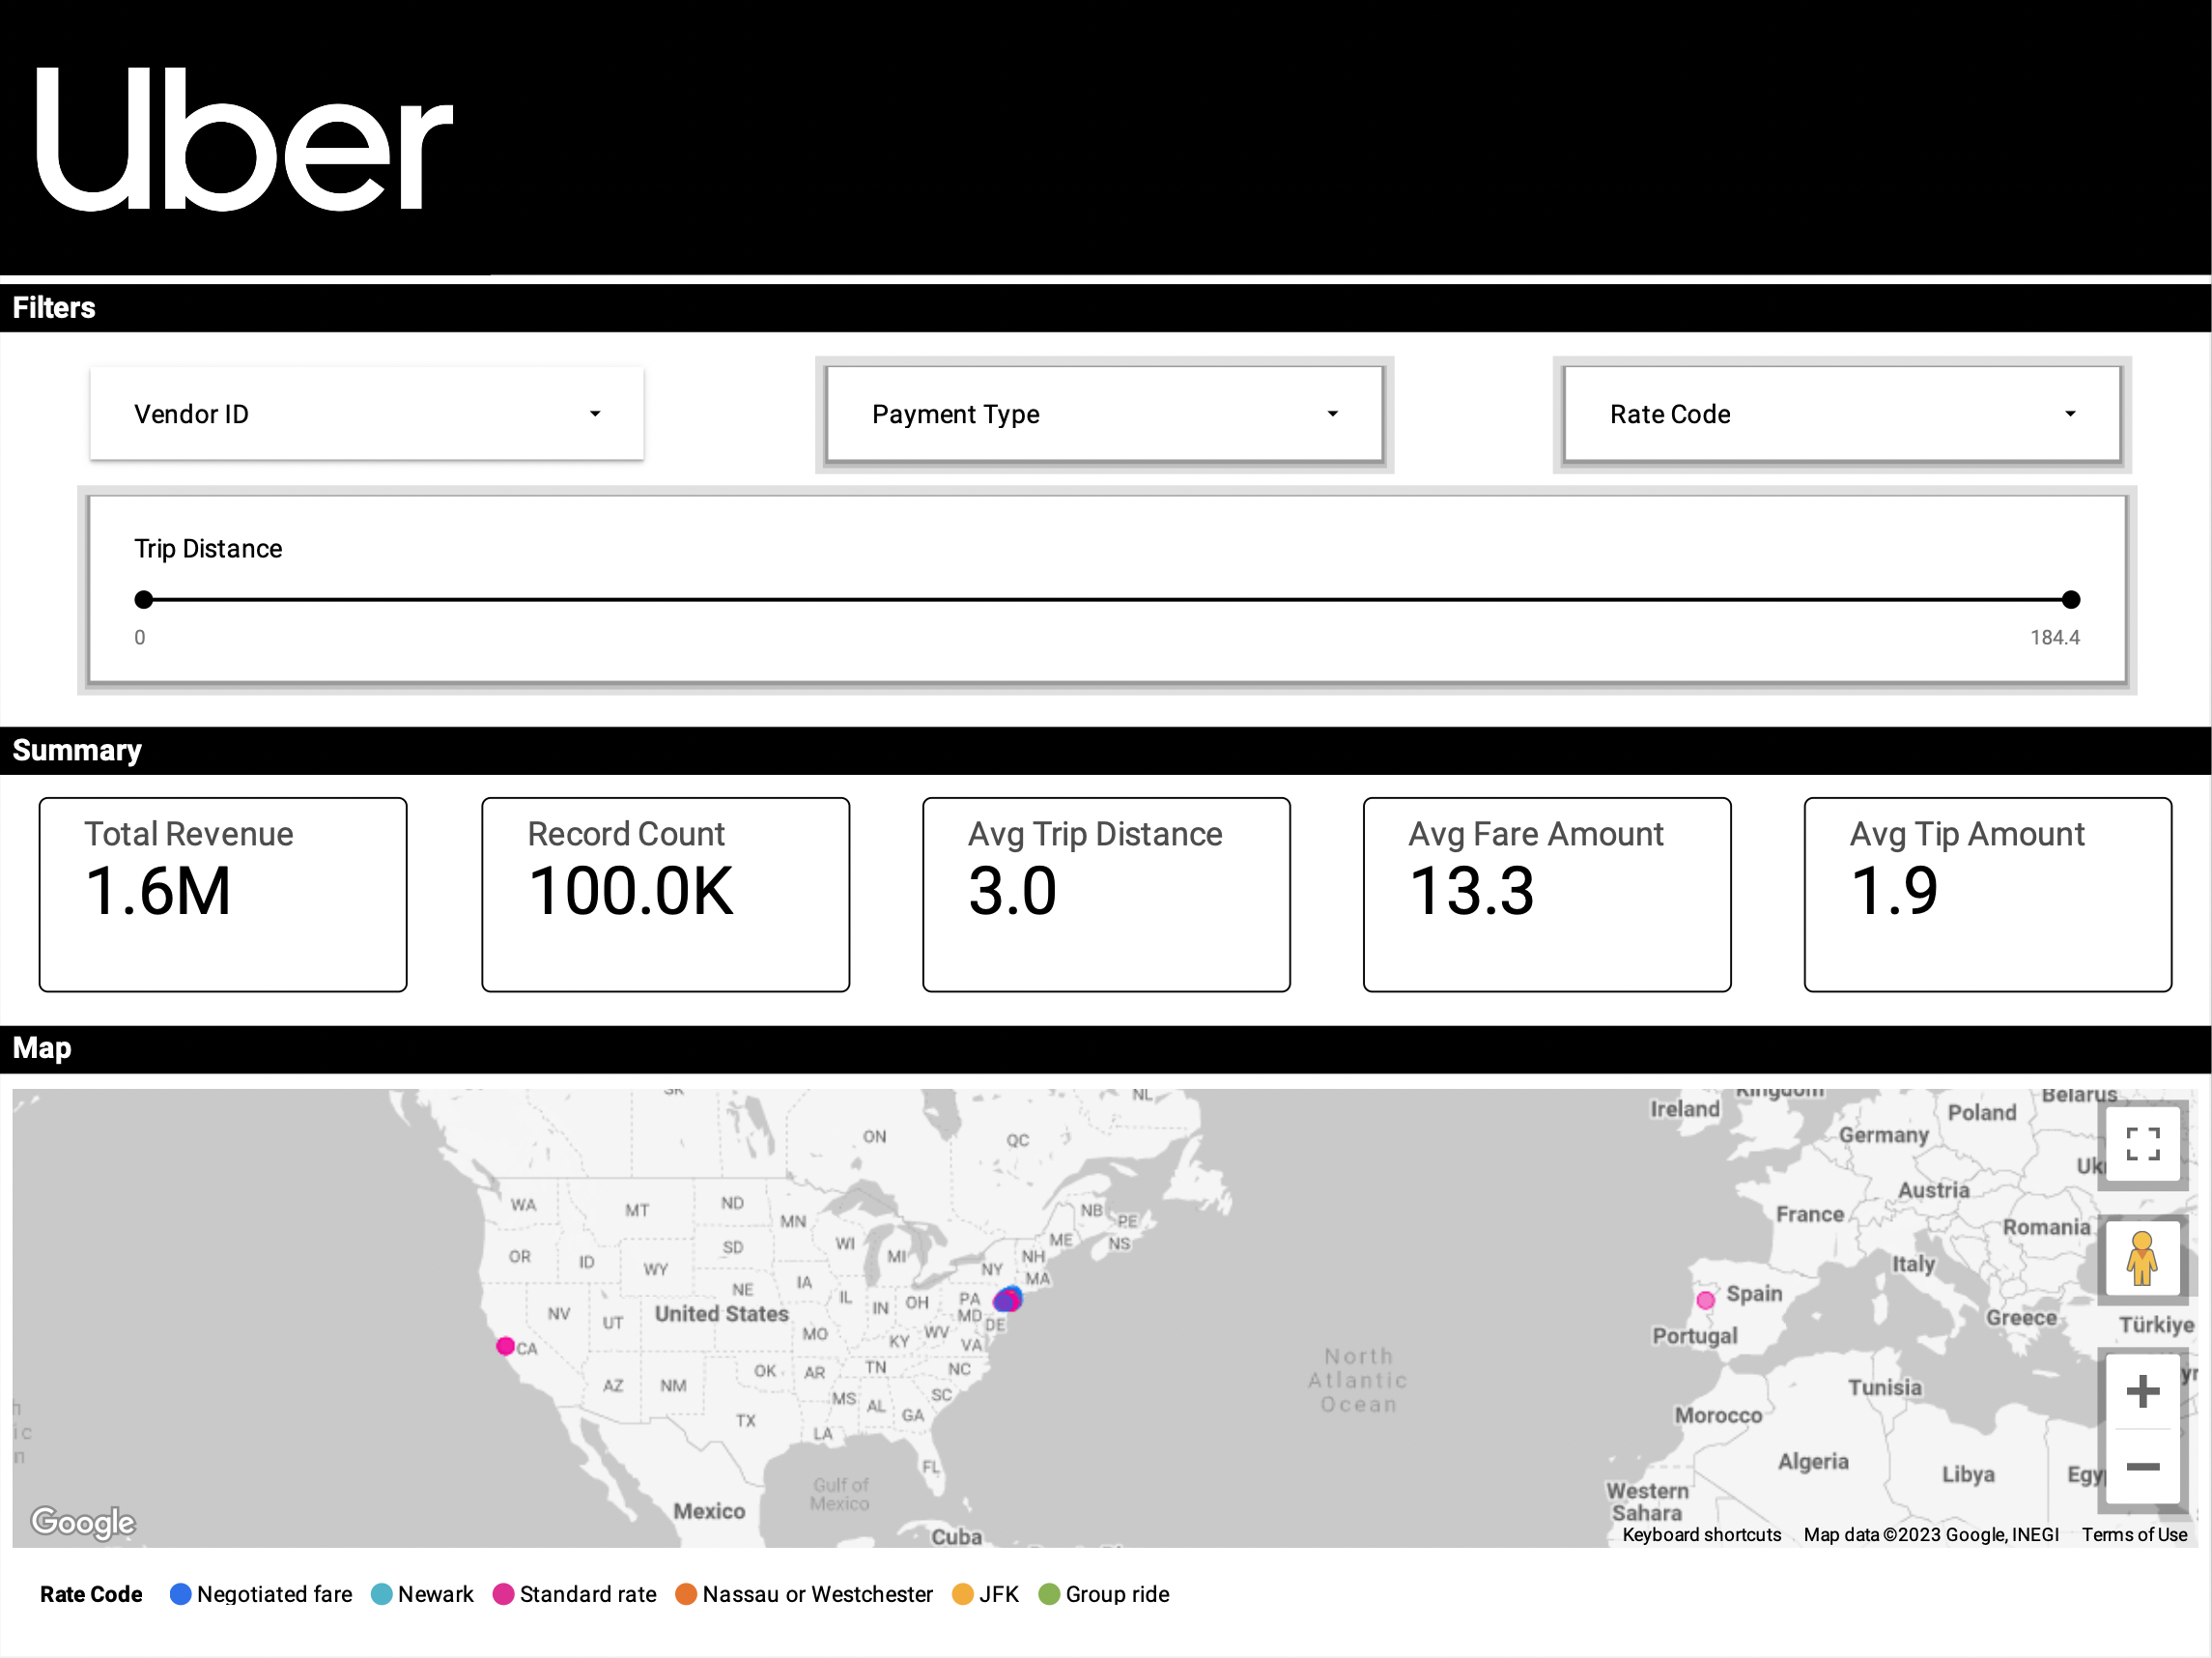 Uber
Filters
Vendor ID
Payment Type
Rate Code
Trip Distance
0
184.4
Summary
Total Revenue
1.6M
Record Count
100.0K
Avg Trip Distance
3.0
Avg Fare Amount
13.3
Avg Tip Amount
1.9
Map
NL
ON
QC
WA
MT
ND
MN
NB
PE
OR
ID
WY
SD
WI
MI
NH
ME
NS
NY
MA
NE
IA
NV
UT
United States
IL
IN
OH
PA
MD
DE
CA
MO
KY
WV
VA
AZ
NM
OK
AR
TN
NC
TX
MS
AL
GA
SC
LA
FL
Gulf of
Mexico
Mexico
Cuba
North
Atlantic
Ocean
Ireland
Kingdom
Belarus
Poland
Germany
Austria
France
Romania
Italy
Spain
Portugal
Greece
Türkiye
Tunisia
Morocco
Algeria
Libya
Western
Sahara
Google
Keyboard shortcuts Map data ©2023 Google, INEGI Terms of Use
Rate Code Negotiated fare Newark Standard rate Nassau or Westchester JFK Group ride